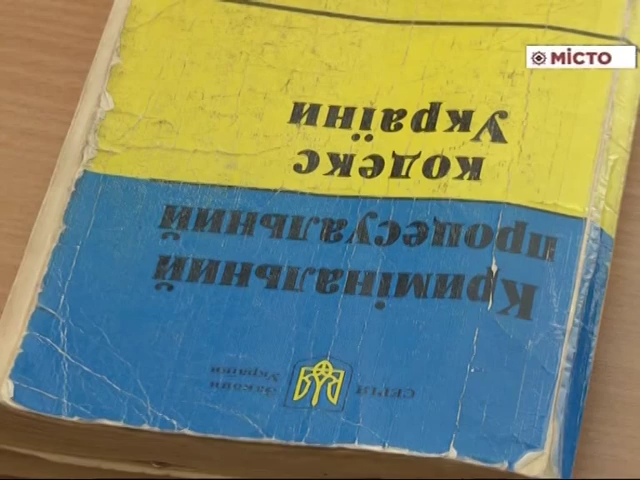 МІСТО
СЕРІЯ
Закони
України
Кримінальний
процесуальний
кодекс
України